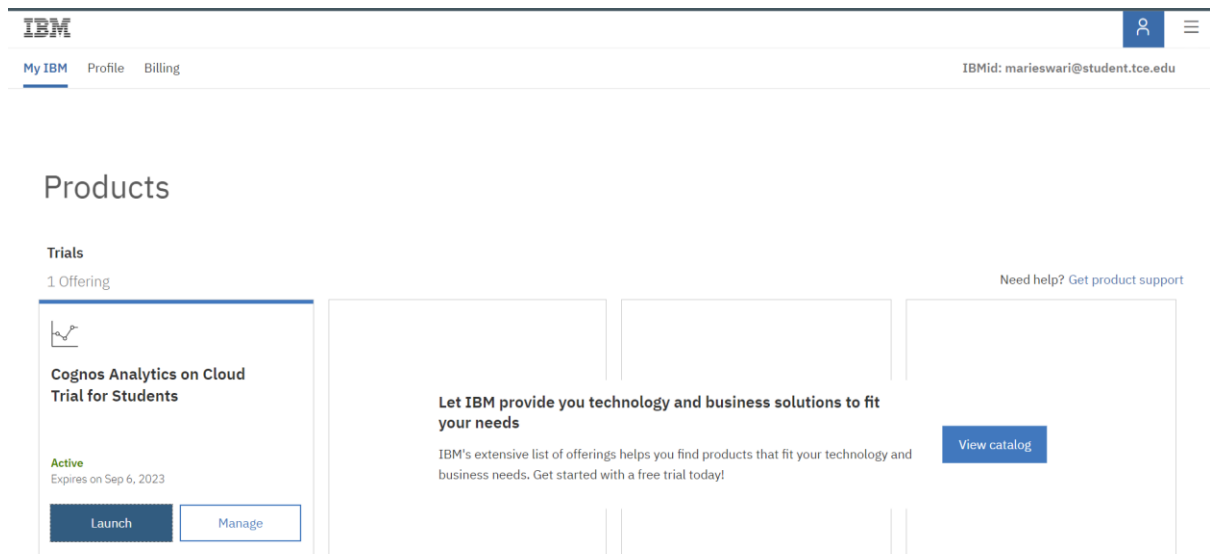 IBM
My IBM Profile Billing
IBMid: marieswari@student.tce.edu
Products
Trials
1 Offering
Need help? Get product support
Cognos Analytics on Cloud
Trial for Students
Active
Expires on Sep 6, 2023
Launch Manage
Let IBM provide you technology and business solutions to fit
your needs
IBM's extensive list of offerings helps you find products that fit your technology and
business needs. Get started with a free trial today!
View catalog